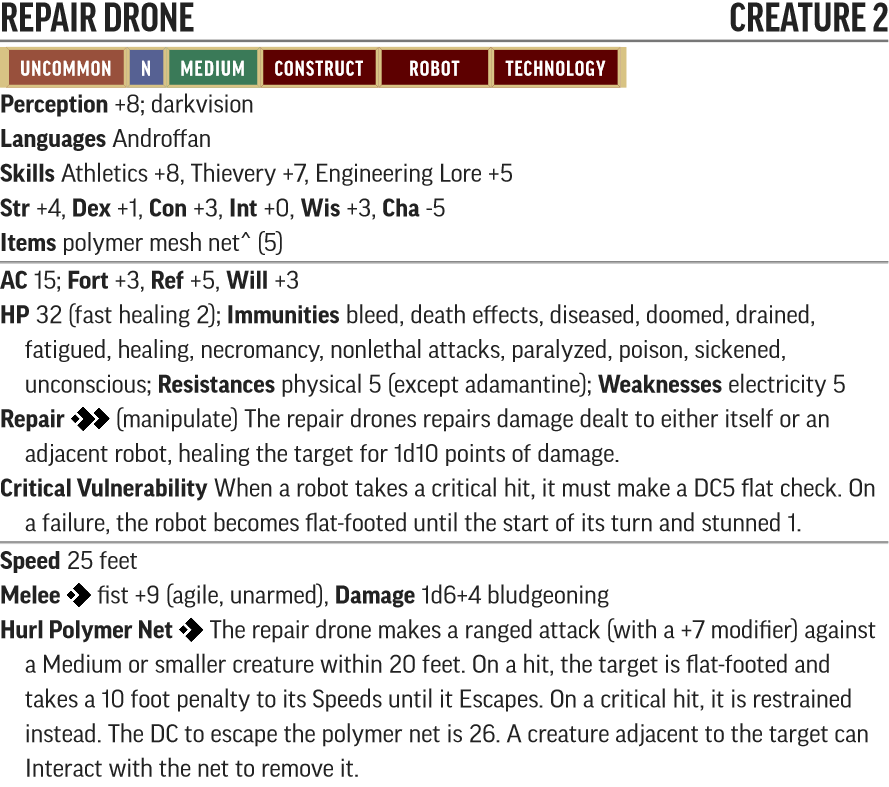 REPAIR DRONE CREATURE 2
UNCOMMON N MEDIUM CONSTRUCT ROBOT TECHNOLOGY
Perception +8; darkvision
Languages Androffan
Skills Athletics +8, Thievery +7, Engineering Lore +5
Str +4, Dex +1, Con +3, Int +0, Wis +3, Cha -5
Items polymer mesh net^ (5)
AC 15; Fort +3, Ref +5, Will +3
HP 32 (fast healing 2); Immunities bleed, death effects, diseased, doomed, drained,
fatigued, healing, necromancy, nonlethal attacks, paralyzed, poison, sickened,
unconscious; Resistances physical 5 (except adamantine); Weaknesses electricity 5
Repair (manipulate) The repair drones repairs damage dealt to either itself or an
adjacent robot, healing the target for 1d10 points of damage.
Critical Vulnerability When a robot takes a critical hit, it must make a DC5 flat check. On
a failure, the robot becomes flat-footed until the start of its turn and stunned 1.
Speed 25 feet
Melee fist +9 (agile, unarmed), Damage 1d6+4 bludgeoning
Hurl Polymer Net The repair drone makes a ranged attack (with a +7 modifier) against
a Medium or smaller creature within 20 feet. On a hit, the target is flat-footed and
takes a 10 foot penalty to its Speeds until it Escapes. On a critical hit, it is restrained
instead. The DC to escape the polymer net is 26. A creature adjacent to the target can
Interact with the net to remove it.